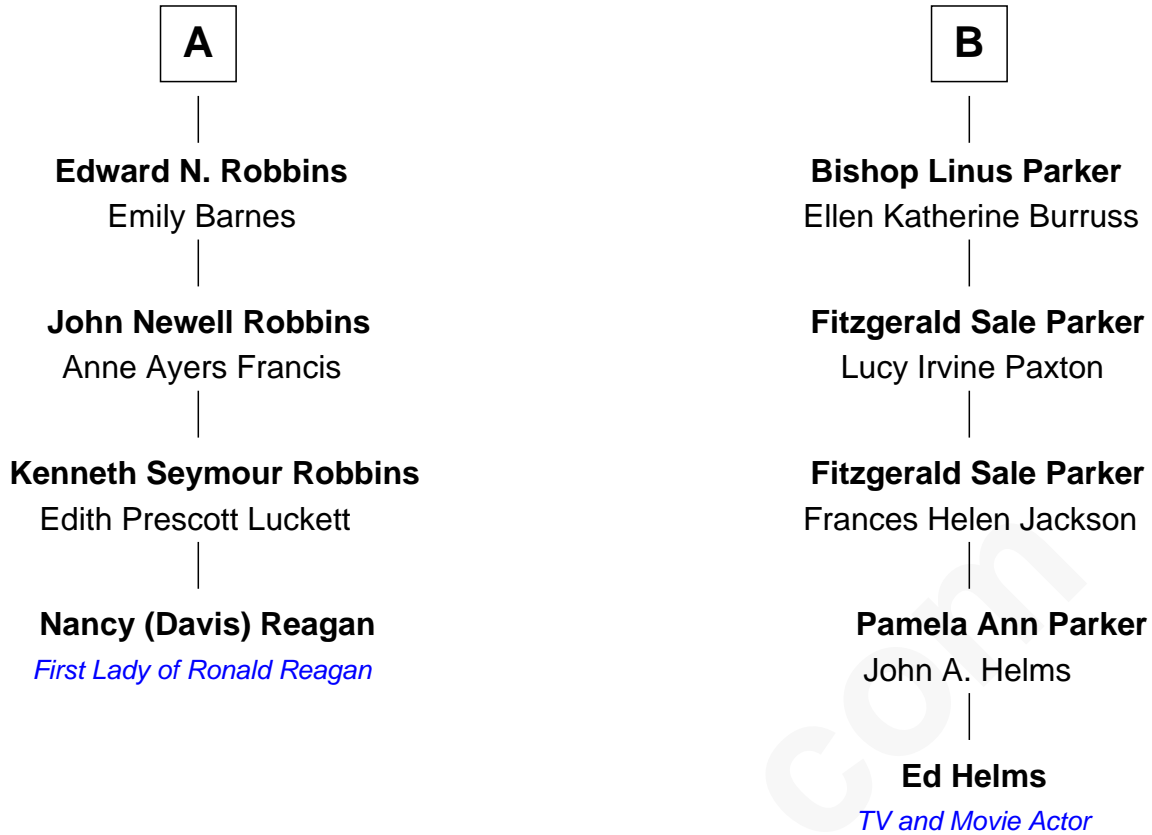 A
Edward N. Robbins
Emily Barnes
John Newell Robbins
Anne Ayers Francis
Kenneth Seymour Robbins
Edith Prescott Luckett
Nancy (Davis) Reagan
First Lady of Ronald Reagan
B
Bishop Linus Parker
Ellen Katherine Burruss
Fitzgerald Sale Parker
Lucy Irvine Paxton
Fitzgerald Sale Parker
Frances Helen Jackson
Pamela Ann Parker
John A. Helms
Ed Helms
TV and Movie Actor
com